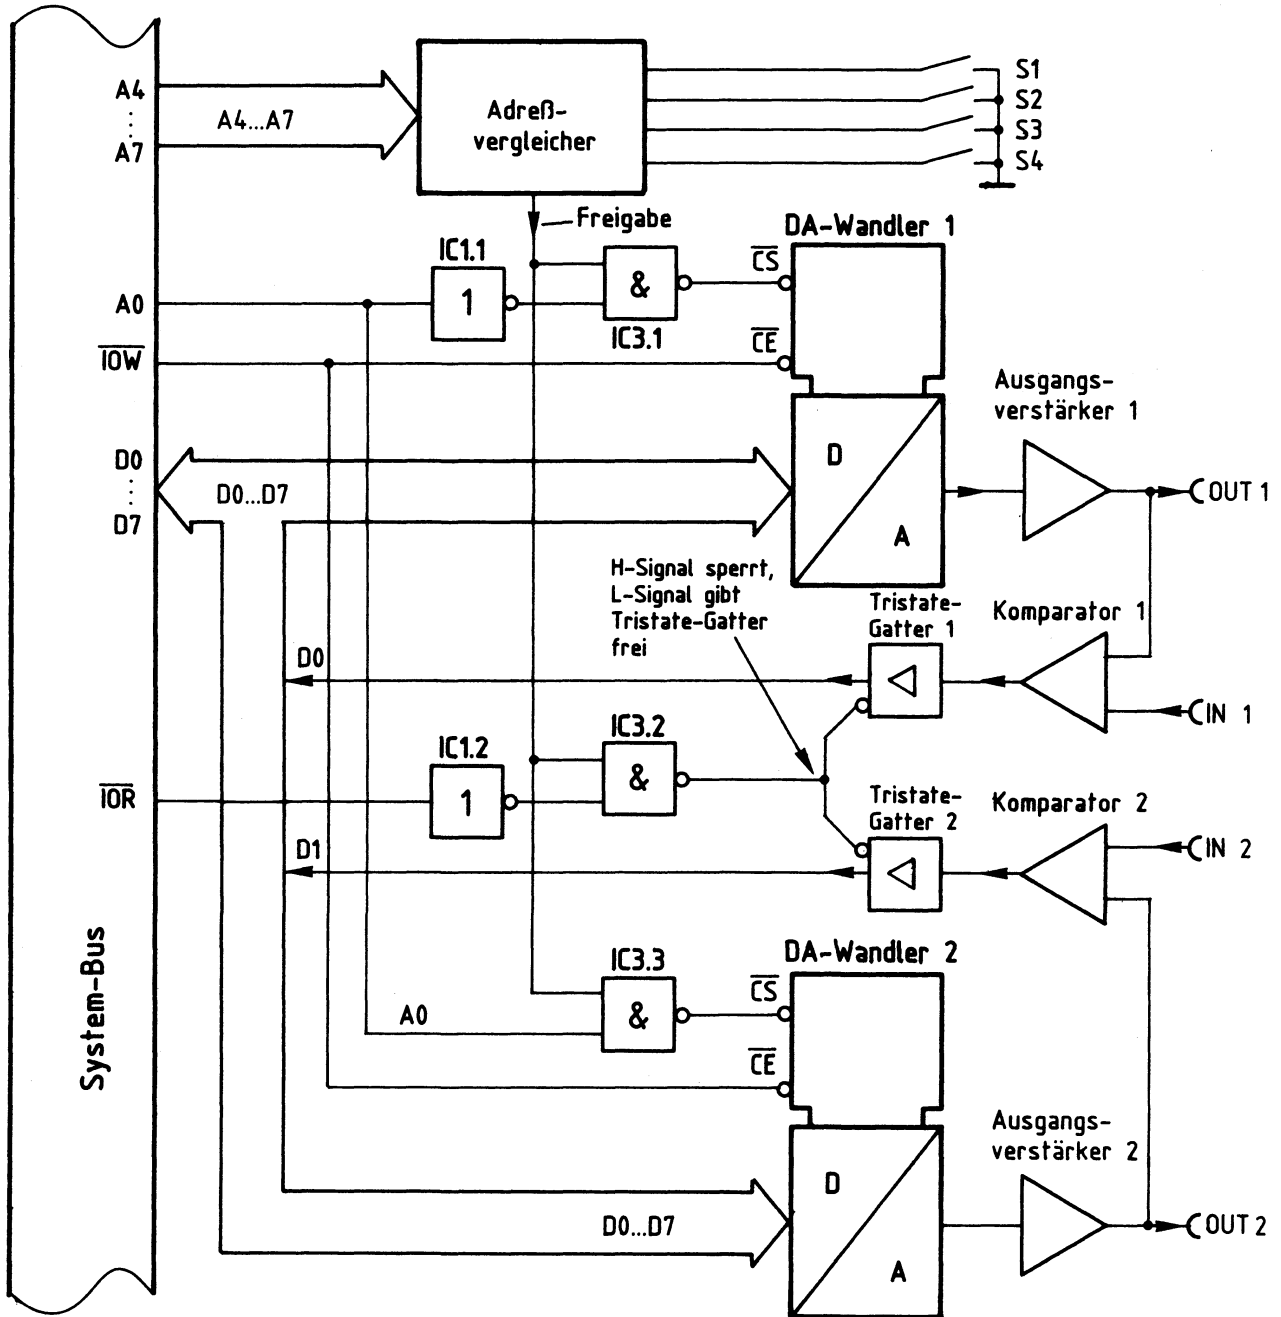 A4
A7
A4...A7
Adreß-
vergleicher
S1
S2
S3
S4
Freigabe
DA-Wandler 1
IC1.1
1
&
IC3.1
CS
CE
A0
IOW
D0
D7
D0...D7
D
A
Ausgangs-
verstärker 1
OUT 1
H-Signal sperrt,
L-Signal gibt
Tristate-Gatter
frei
Tristate-
Gatter 1
Komparator 1
D0
IN 1
IC3.2
&
IC1.2
1
IOR
Tristate-
Gatter 2
Komparator 2
IN 2
D1
System-Bus
DA-Wandler 2
IC3.3
&
A0
CS
CE
Ausgangs-
verstärker 2
D0...D7
D
A
OUT 2